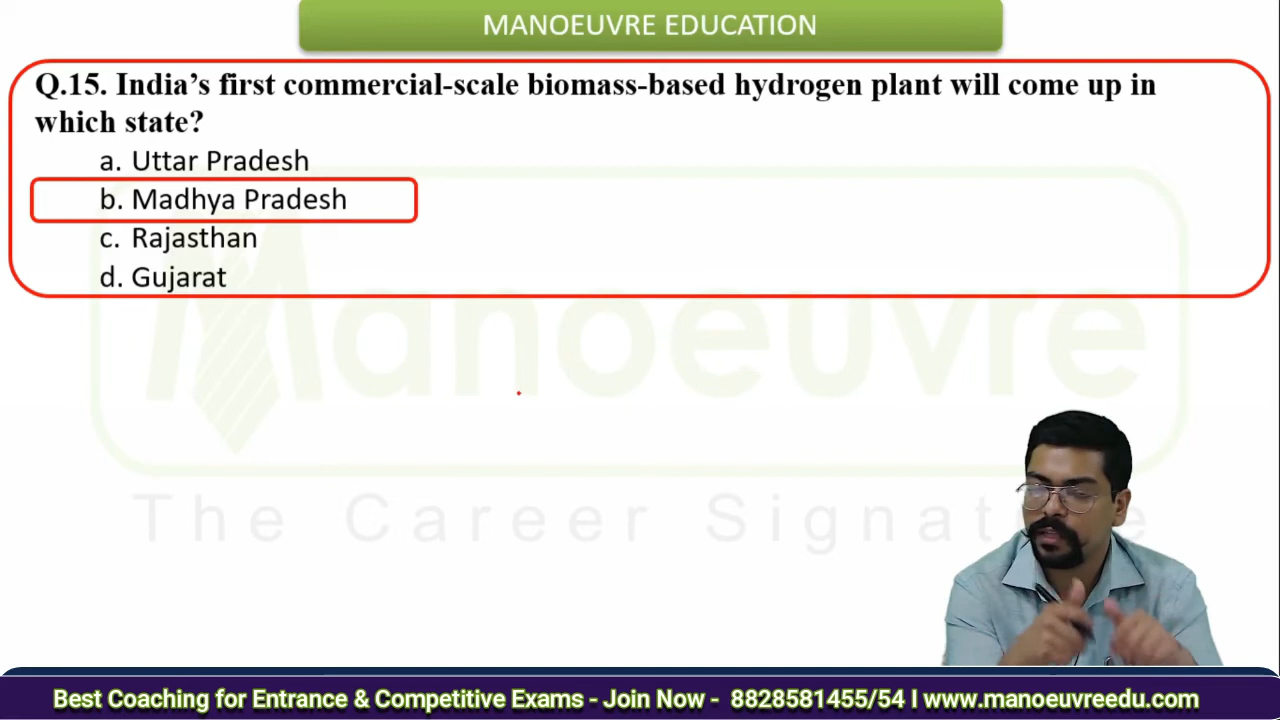 MANOEUVRE EDUCATION
Q.15. India’s first commercial-scale biomass-based hydrogen plant will come up in
which state?
a. Uttar Pradesh
b. Madhya Pradesh
c. Rajasthan
d. Gujarat
Manoeuvre
The Career Signature
Best Coaching for Entrance & Competitive Exams - Join Now - 8828581455/54 I www.manoeuvreedu.com